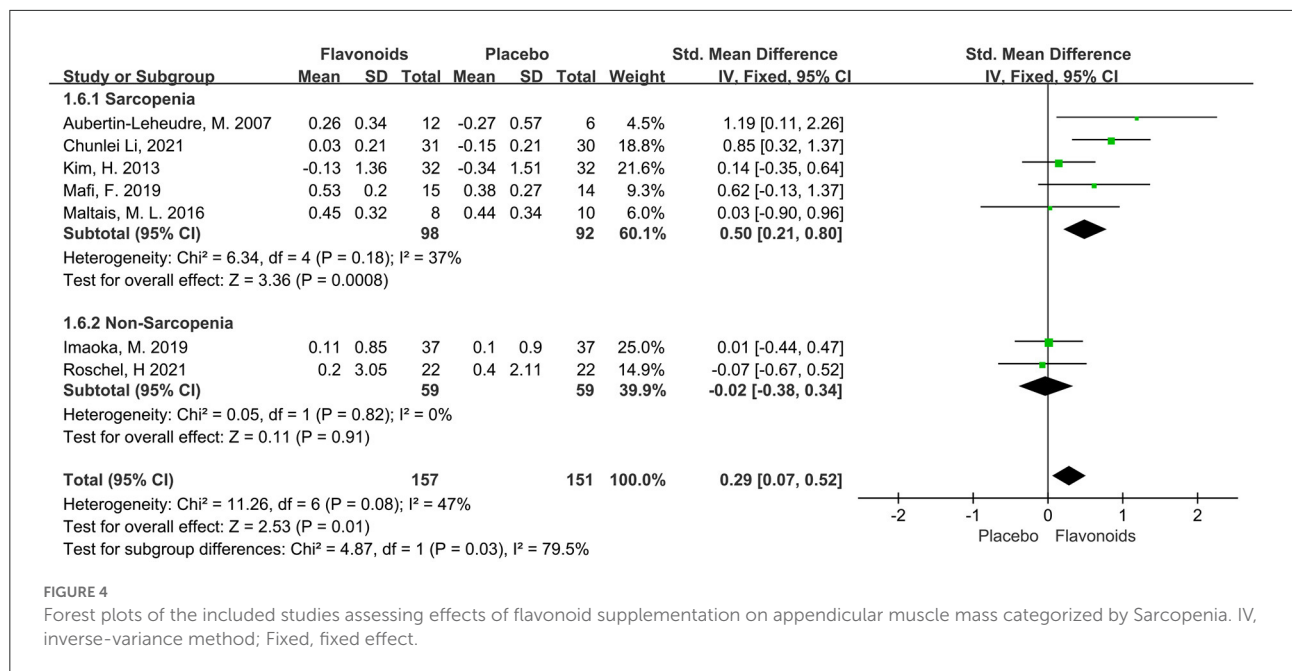 Flavonoids Placebo Std. Mean Difference Std. Mean Difference
Study or Subgroup Mean SD Total Mean SD Total Weight IV, Fixed, 95% CI IV, Fixed, 95% CI
1.6.1 Sarcopenia
Aubertin-Leheudre, M. 2007 0.26 0.34 12 -0.27 0.57 6 4.5% 1.19 [0.11, 2.26]
Chunlei Li, 2021 0.03 0.21 31 -0.15 0.21 30 18.8% 0.85 [0.32, 1.37]
Kim, H. 2013 -0.13 1.36 32 -0.34 1.51 32 21.6% 0.14 [-0.35, 0.64]
Mafi, F. 2019 0.53 0.2 15 0.38 0.27 14 9.3% 0.62 [-0.13, 1.37]
Maltais, M. L. 2016 0.45 0.32 8 0.44 0.34 10 6.0% 0.03 [-0.90, 0.96]
Subtotal (95% CI) 98 92 60.1% 0.50 [0.21, 0.80]
Heterogeneity: Chi² = 6.34, df = 4 (P = 0.18); I² = 37%
Test for overall effect: Z = 3.36 (P = 0.0008)
1.6.2 Non-Sarcopenia
Imaoka, M. 2019 0.11 0.85 37 0.1 0.9 37 25.0% 0.01 [-0.44, 0.47]
Roschel, H 2021 0.2 3.05 22 0.4 2.11 22 14.9% -0.07 [-0.67, 0.52]
Subtotal (95% CI) 59 59 39.9% -0.02 [-0.38, 0.34]
Heterogeneity: Chi² = 0.05, df = 1 (P = 0.82); I² = 0%
Test for overall effect: Z = 0.11 (P = 0.91)
Total (95% CI) 157 151 100.0% 0.29 [0.07, 0.52]
Heterogeneity: Chi² = 11.26, df = 6 (P = 0.08); I² = 47%
Test for overall effect: Z = 2.53 (P = 0.01)
Test for subgroup differences: Chi² = 4.87, df = 1 (P = 0.03), I² = 79.5%
-2 -1 0 1 2
Placebo Flavonoids
FIGURE 4
Forest plots of the included studies assessing effects of flavonoid supplementation on appendicular muscle mass categorized by Sarcopenia. IV,
inverse-variance method; Fixed, fixed effect.